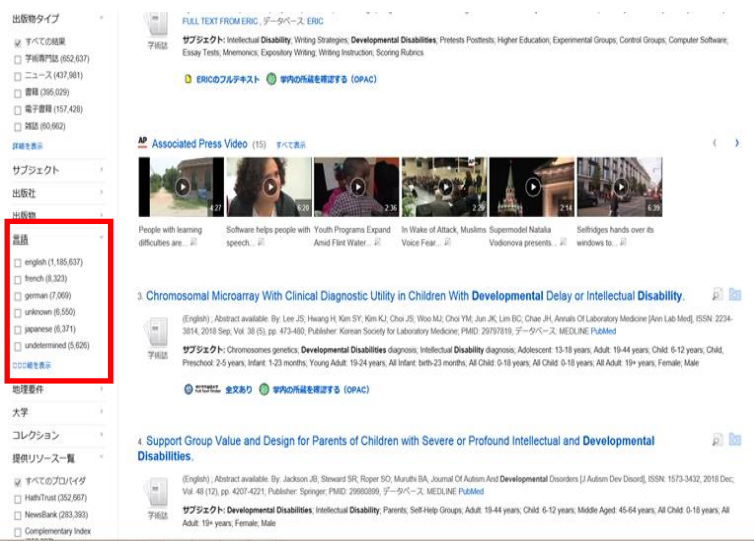 出版物タイプ
すべての結果
学術専門誌 (652,637)
ニュース (437,981)
書籍 (395,029)
電子書籍 (157,428)
雑誌 (60,662)
詳細を表示
サブジェクト
出版社
出版物
言語
english (1,185,637)
french (8,323)
german (7,069)
unknown (6,550)
japanese (6,371)
undetermined (5,626)
細を表示
地理要件
大学
コレクション
提供リソース一覧
すべてのプロバイダ
HathiTrust (352,667)
NewsBank (283,393)
Complementary Index
FULL TEXT FROM ERIC , データベース: ERIC
学術誌
サブジェクト: Intellectual Disability; Writing Strategies; Developmental Disabilities; Pretests Posttests; Higher Education; Experimental Groups; Control Groups; Computer Software;
Essay Tests; Mnemonics; Expository Writing; Writing Instruction; Scoring Rubrics
ERICのフルテキスト 学内の所蔵を確認する (OPAC)
AP Associated Press Video (15) すべて表示
4:27 6:20 2:36 2:29 2:14 6:39
People with learning difficulties are...
Software helps people with speech...
Youth Programs Expand Amid Flint Water...
In Wake of Attack, Muslims Voice Fear...
Supermodel Natalia Vodionova presents...
Selfridges hands over its windows to...
3. Chromosomal Microarray With Clinical Diagnostic Utility in Children With Developmental Delay or Intellectual Disability.
(English) ; Abstract available. By: Lee JS; Hwang H; Kim SY; Kim KJ; Choi JS; Woo MJ; Choi YM; Jun JK; Lim BC; Chae JH, Annals Of Laboratory Medicine [Ann Lab Med], ISSN: 2234-
3814, 2018 Sep; Vol. 38 (5), pp. 473-480; Publisher: Korean Society for Laboratory Medicine; PMID: 29797819, データベース: MEDLINE PubMed
学術誌
サブジェクト: Chromosomes genetics; Developmental Disabilities diagnosis; Intellectual Disability diagnosis; Adolescent: 13-18 years; Adult: 19-44 years; Child: 6-12 years; Child,
Preschool: 2-5 years; Infant: 1-23 months; Young Adult: 19-24 years; All Infant: birth-23 months; All Child: 0-18 years; All Child: 0-18 years; All Adult: 19+ years; Female; Male
全文あり 学内の所蔵を確認する (OPAC)
4. Support Group Value and Design for Parents of Children with Severe or Profound Intellectual and Developmental
Disabilities.
(English) ; Abstract available. By: Jackson JB; Steward SR; Roper SO; Muruthi BA, Journal Of Autism And Developmental Disorders [J Autism Dev Disord], ISSN: 1573-3432, 2018 Dec;
Vol. 48 (12), pp. 4207-4221; Publisher: Springer; PMID: 29980899, データベース: MEDLINE PubMed
学術誌
サブジェクト: Developmental Disabilities; Intellectual Disability; Parents; Self-Help Groups; Adult: 19-44 years; Child: 6-12 years; Middle Aged: 45-64 years; All Child: 0-18 years; All
Adult: 19+ years; Female; Male